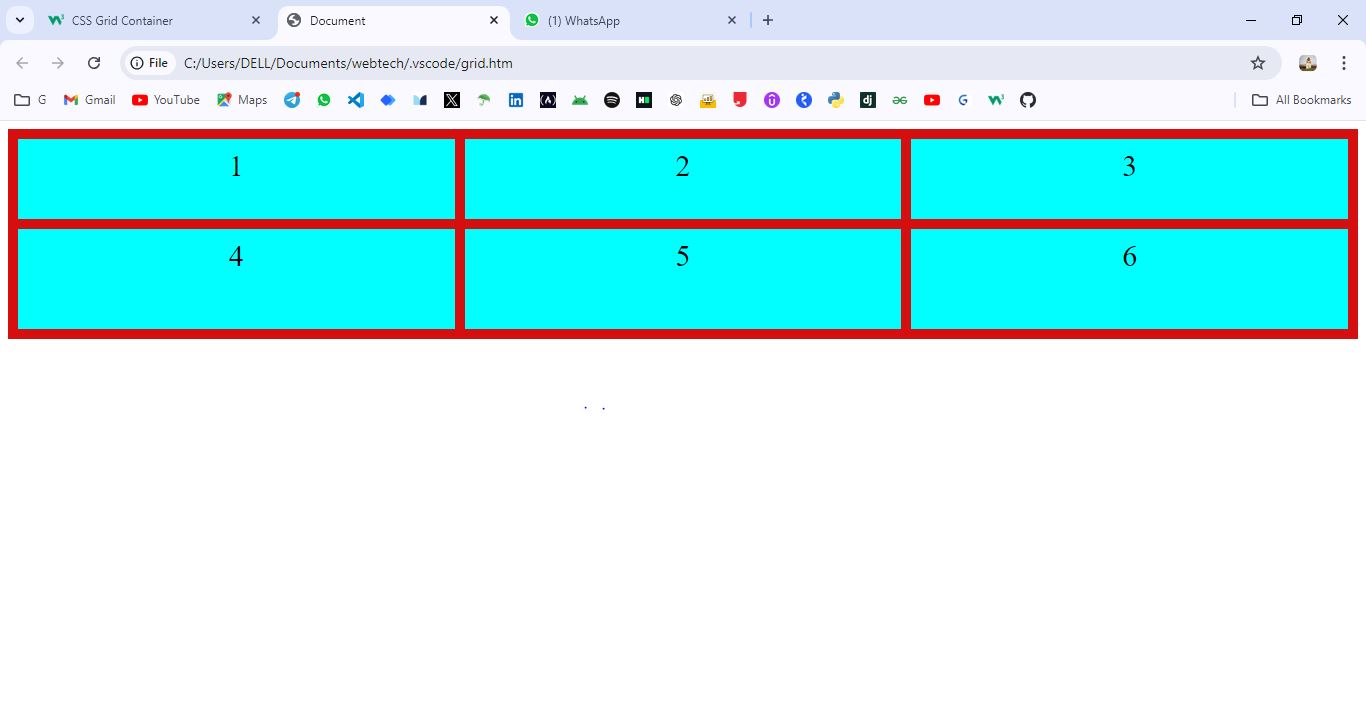 CSS Grid Container
Document
(1) WhatsApp
File
C:/Users/DELL/Documents/webtech/.vscode/grid.htm
G
Gmail
YouTube
Maps
All Bookmarks
1 2 3
4 5 6